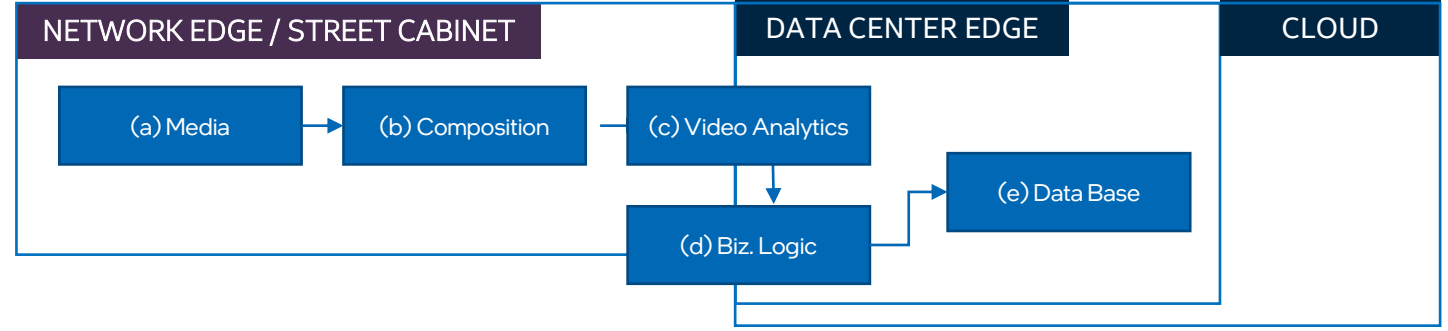 NETWORK EDGE / STREET CABINET
DATA CENTER EDGE
CLOUD
(a) Media
(b) Composition
(c) Video Analytics
(d) Biz. Logic
(e) Data Base